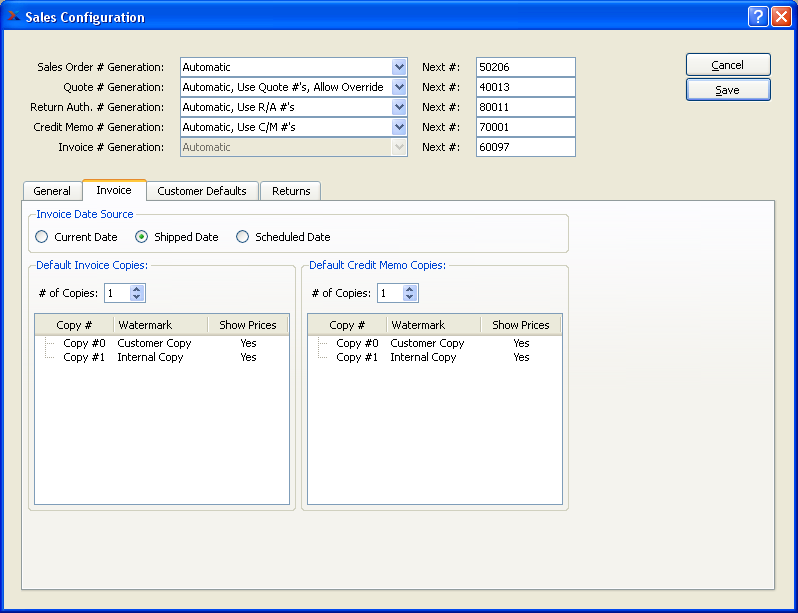 Sales Configuration
Sales Order # Generation: Automatic Next #: 50206 Cancel
Quote # Generation: Automatic, Use Quote #'s, Allow Override Next #: 40013 Save
Return Auth. # Generation: Automatic, Use R/A #'s Next #: 80011
Credit Memo # Generation: Automatic, Use C/M #'s Next #: 70001
Invoice # Generation: Automatic Next #: 60097
General Invoice Customer Defaults Returns
Invoice Date Source
Current Date Shipped Date Scheduled Date
Default Invoice Copies: Default Credit Memo Copies:
# of Copies: 1 # of Copies: 1
Copy # Watermark Show Prices Copy # Watermark Show Prices
Copy #0 Customer Copy Yes Copy #0 Customer Copy Yes
Copy #1 Internal Copy Yes Copy #1 Internal Copy Yes